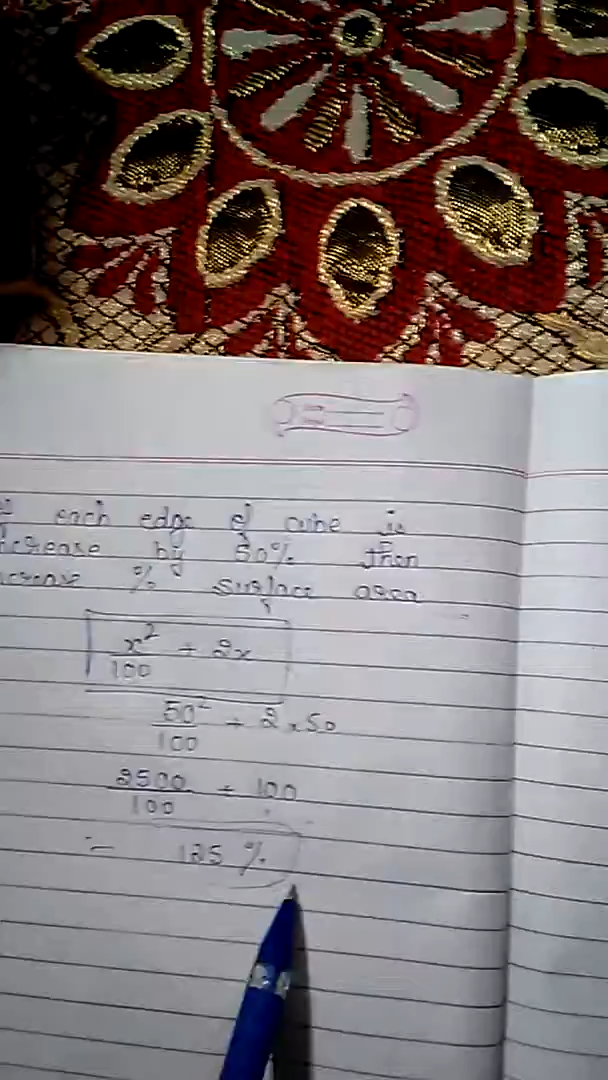 each edge of cube is
by 50% then
% surface area
x²/100 + 2x
50²/100 + 2×50
2500/100 + 100
= 125 %